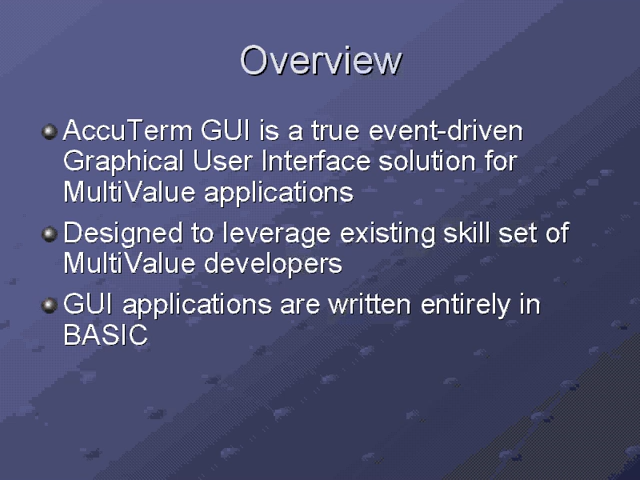 Overview
AccuTerm GUI is a true event-driven
Graphical User Interface solution for
MultiValue applications
Designed to leverage existing skill set of
MultiValue developers
GUI applications are written entirely in
BASIC